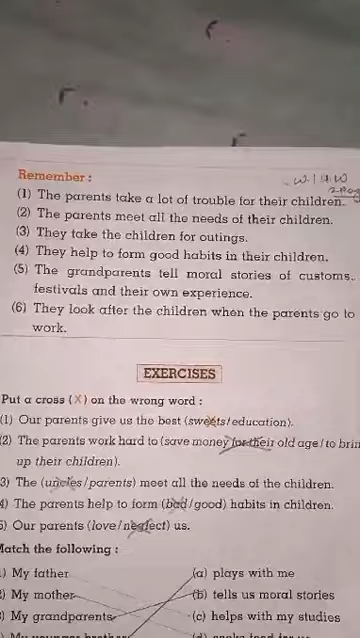 Remember :
(1) The parents take a lot of trouble for their children.
(2) The parents meet all the needs of their children.
(3) They take the children for outings.
(4) They help to form good habits in their children.
(5) The grandparents tell moral stories of customs,
festivals and their own experience.
(6) They look after the children when the parents go to
work.
EXERCISES
Put a cross (X) on the wrong word :
(1) Our parents give us the best (sweets/education).
(2) The parents work hard to (save money for their old age/to
up their children).
3) The (uncles/parents) meet all the needs of the children.
4) The parents help to form (bad/good) habits in children.
5) Our parents (love/neglect) us.
Match the following :
) My father (a) plays with me
) My mother (b) tells us moral stories
) My grandparents (c) helps with my studies
) My younger brother (d) cooks food for us